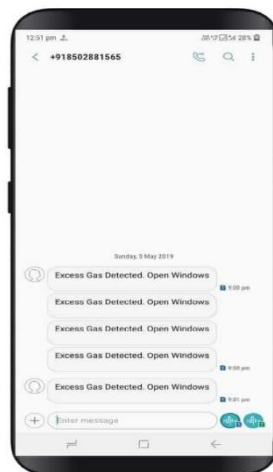 12:51 pm
28%
+918502881565
Sunday, 5 May 2019
Excess Gas Detected. Open Windows
9:00 pm
Excess Gas Detected. Open Windows
Excess Gas Detected. Open Windows
Excess Gas Detected. Open Windows
9:00 pm
Excess Gas Detected. Open Windows
9:01 pm
Enter message